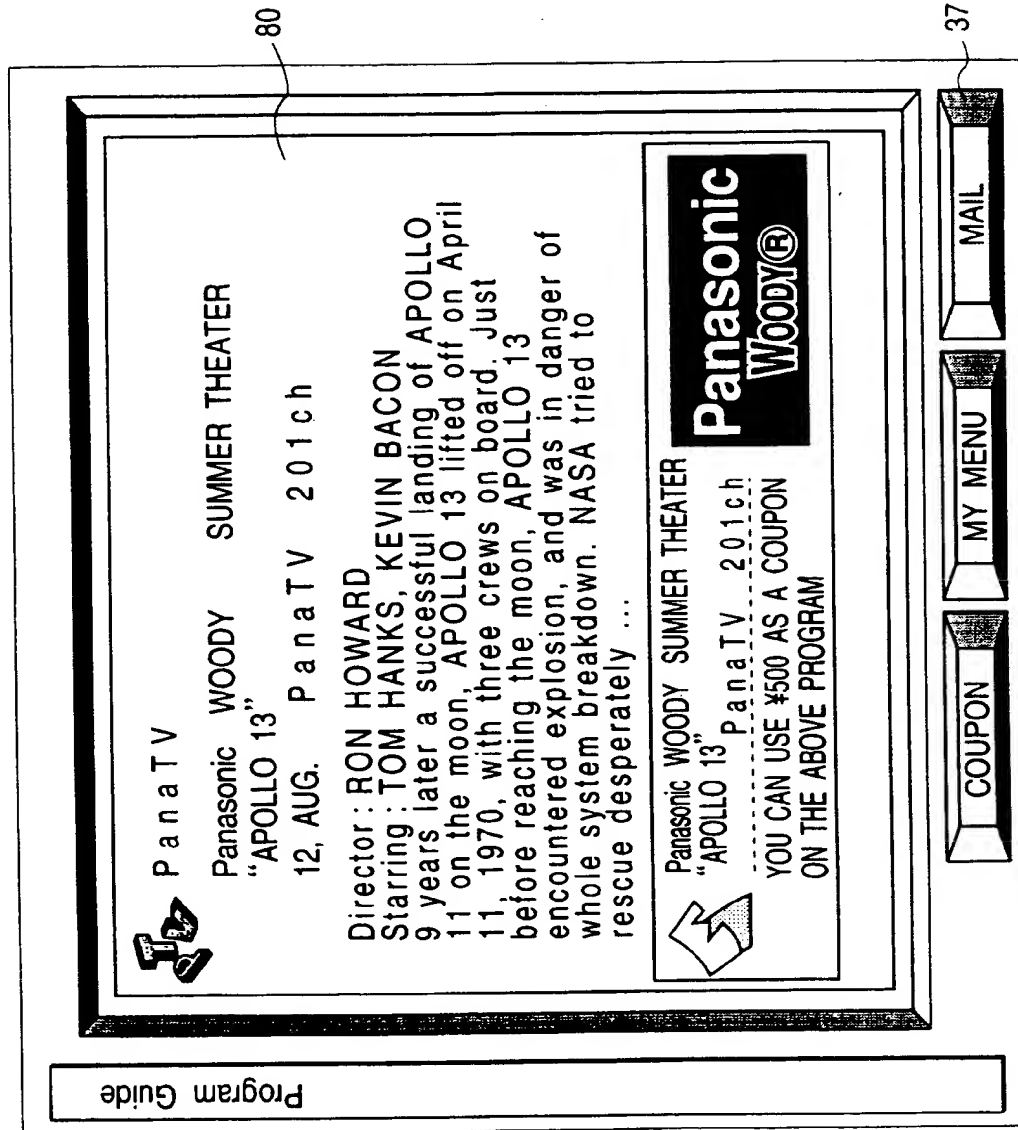 Program Guide
PanaTV
Panasonic WOODY SUMMER THEATER
“APOLLO 13”
12, AUG. PanaTV 201ch
Director : RON HOWARD
Starring : TOM HANKS, KEVIN BACON
9 years later a successful landing of APOLLO
11 on the moon, APOLLO 13 lifted off on April
11, 1970, with three crews on board. Just
before reaching the moon, APOLLO 13
encountered explosion, and was in danger of
whole system breakdown. NASA tried to
rescue desperately ...
Panasonic WOODY SUMMER THEATER
“APOLLO 13”
PanaTV 201ch
YOU CAN USE ¥500 AS A COUPON
ON THE ABOVE PROGRAM
Panasonic
WOODY®
COUPON
MY MENU
MAIL
80
37